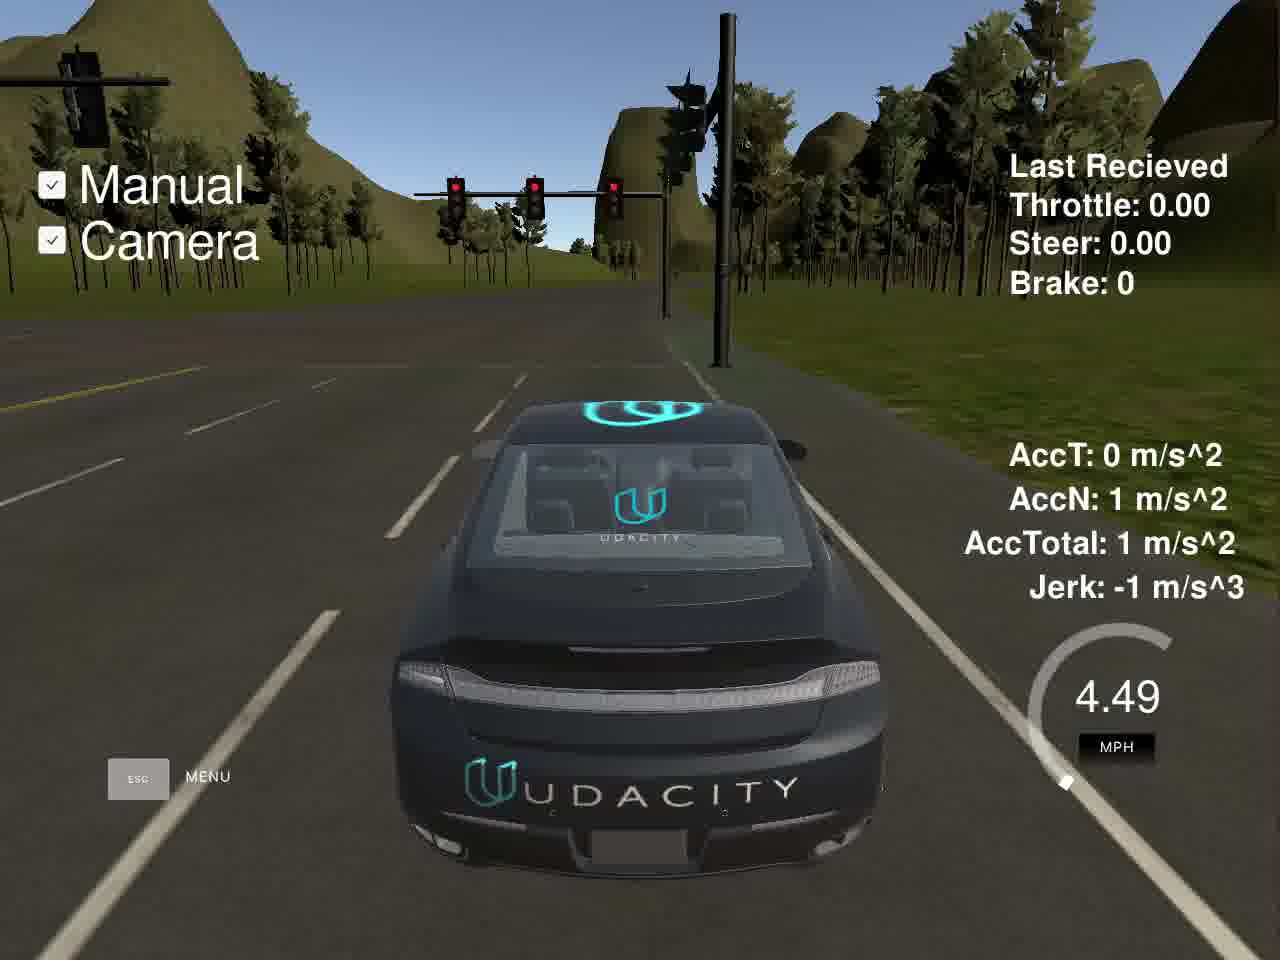 Manual
Camera
Last Recieved
Throttle: 0.00
Steer: 0.00
Brake: 0
AccT: 0 m/s^2
AccN: 1 m/s^2
AccTotal: 1 m/s^2
Jerk: -1 m/s^3
4.49
MPH
ESC MENU
UDACITY
UDACITY